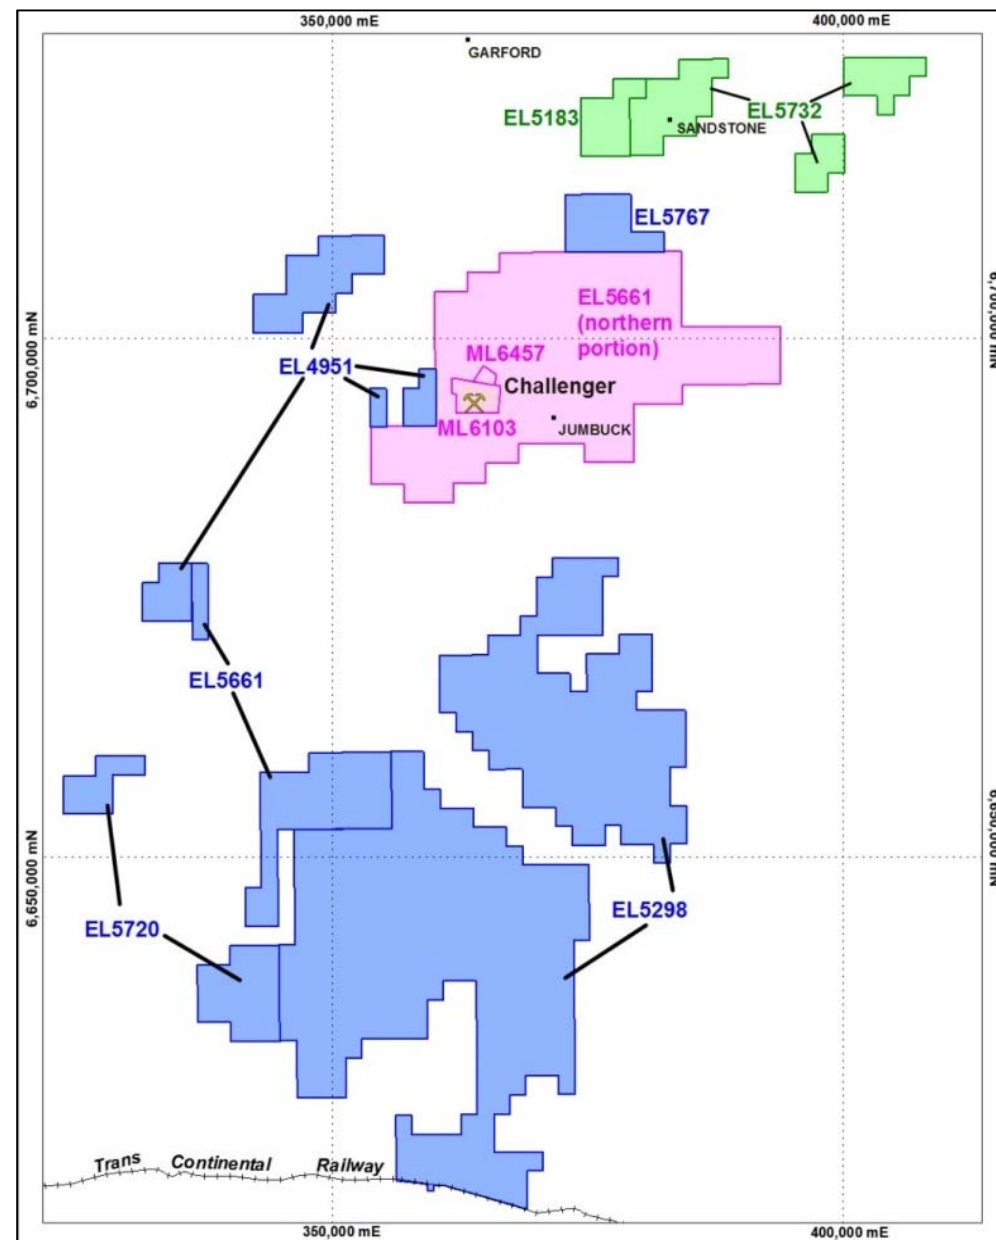 350,000 mE
400,000 mE
GARFORD
EL5183
EL5732
SANDSTONE
EL5767
6,700,000 mN
6,700,000 mN
EL5661
(northern
portion)
EL4951
ML6457
Challenger
ML6103
JUMBUCK
EL5661
6,650,000 mN
6,650,000 mN
EL5720
EL5298
Trans Continental Railway
350,000 mE
400,000 mE